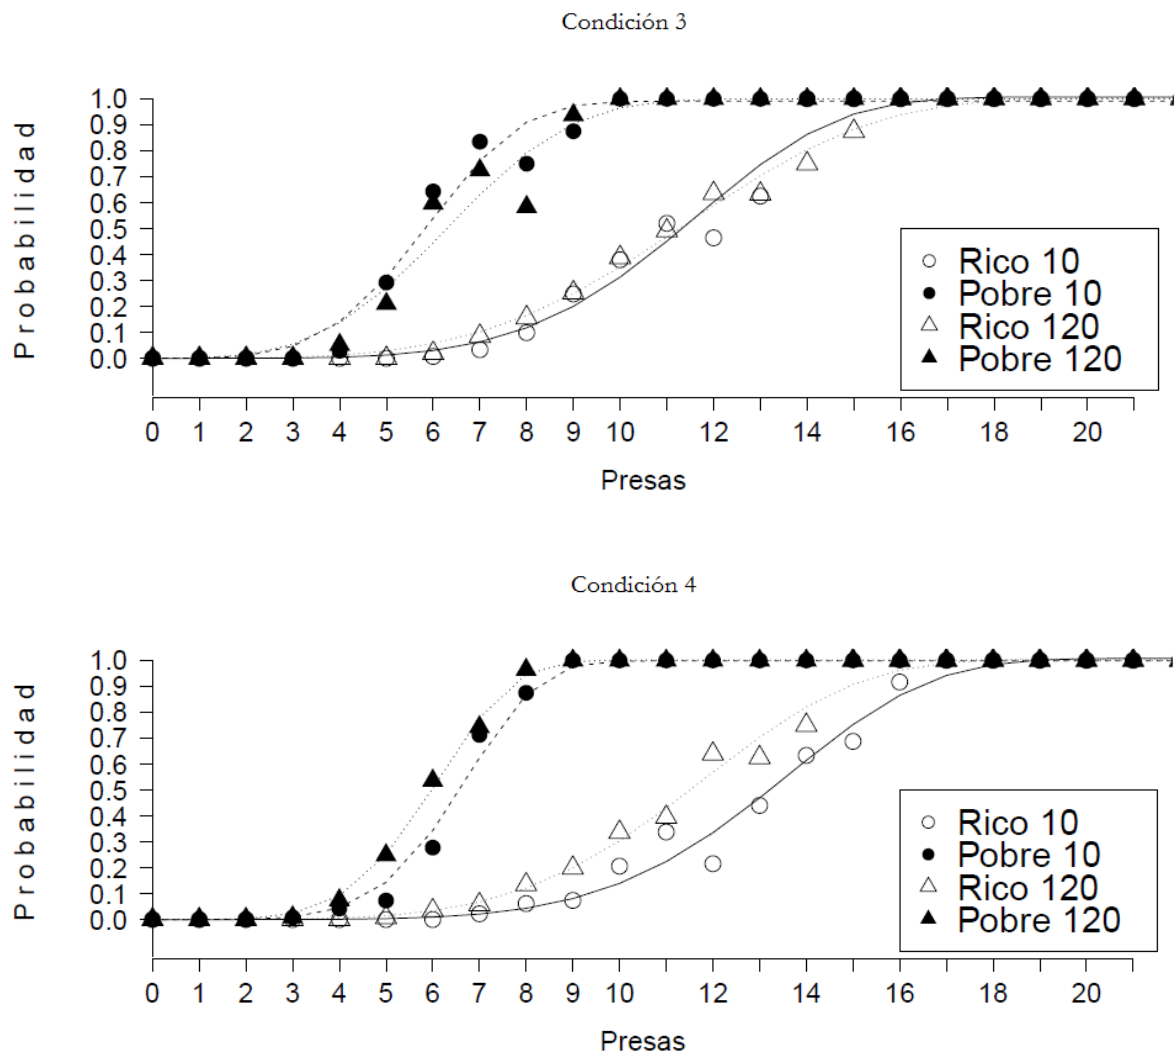 Condición 3
Probabilidad
1.0
0.9
0.8
0.7
0.6
0.5
0.4
0.3
0.2
0.1
0.0
Rico 10
Pobre 10
Rico 120
Pobre 120
0 1 2 3 4 5 6 7 8 9 10 12 14 16 18 20
Presas
Condición 4
Probabilidad
1.0
0.9
0.8
0.7
0.6
0.5
0.4
0.3
0.2
0.1
0.0
Rico 10
Pobre 10
Rico 120
Pobre 120
0 1 2 3 4 5 6 7 8 9 10 12 14 16 18 20
Presas